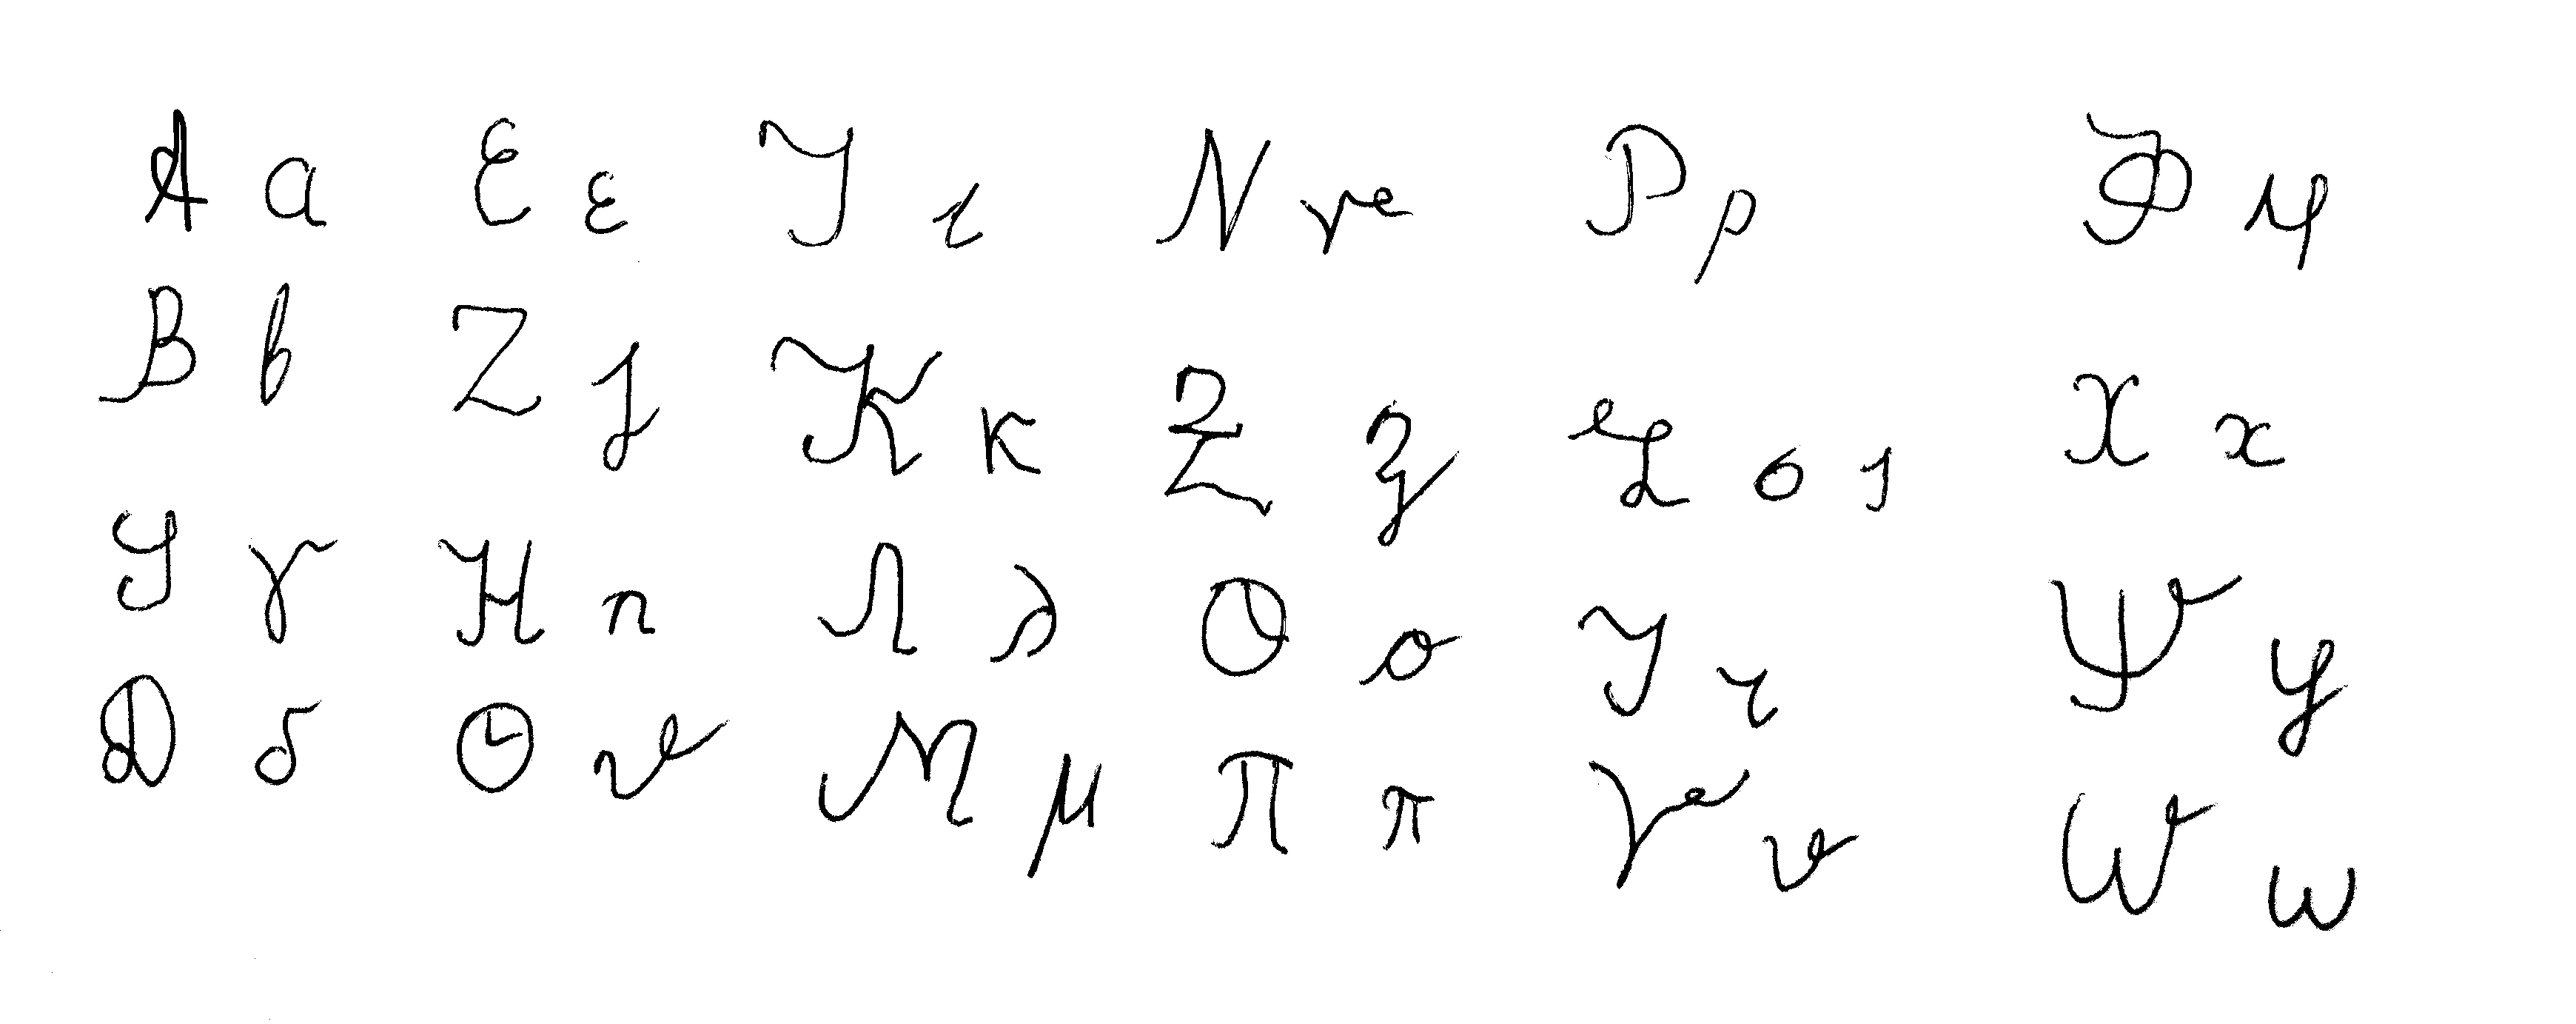 Α α Ε ε Ι ι Ν ν Ρ ρ Φ φ
Β β Ζ ζ Κ κ Ξ ξ Σ σ ς Χ χ
Γ γ Η η Λ λ Ο ο Τ τ Ψ ψ
Δ δ Θ θ Μ μ Π π Υ υ Ω ω